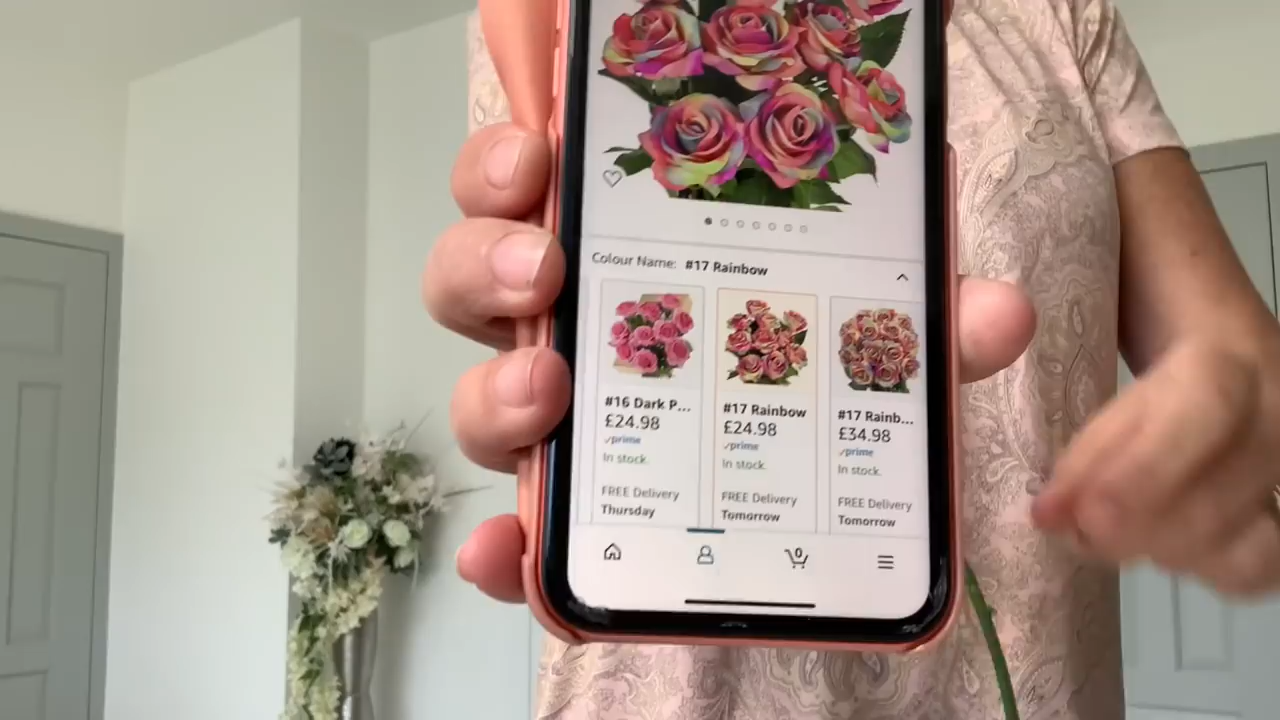 Colour Name: #17 Rainbow
#16 Dark P...
£24.98
prime
In stock.
FREE Delivery
Thursday
#17 Rainbow
£24.98
prime
In stock.
FREE Delivery
Tomorrow
#17 Rainb...
£34.98
prime
In stock.
FREE Delivery
Tomorrow
0